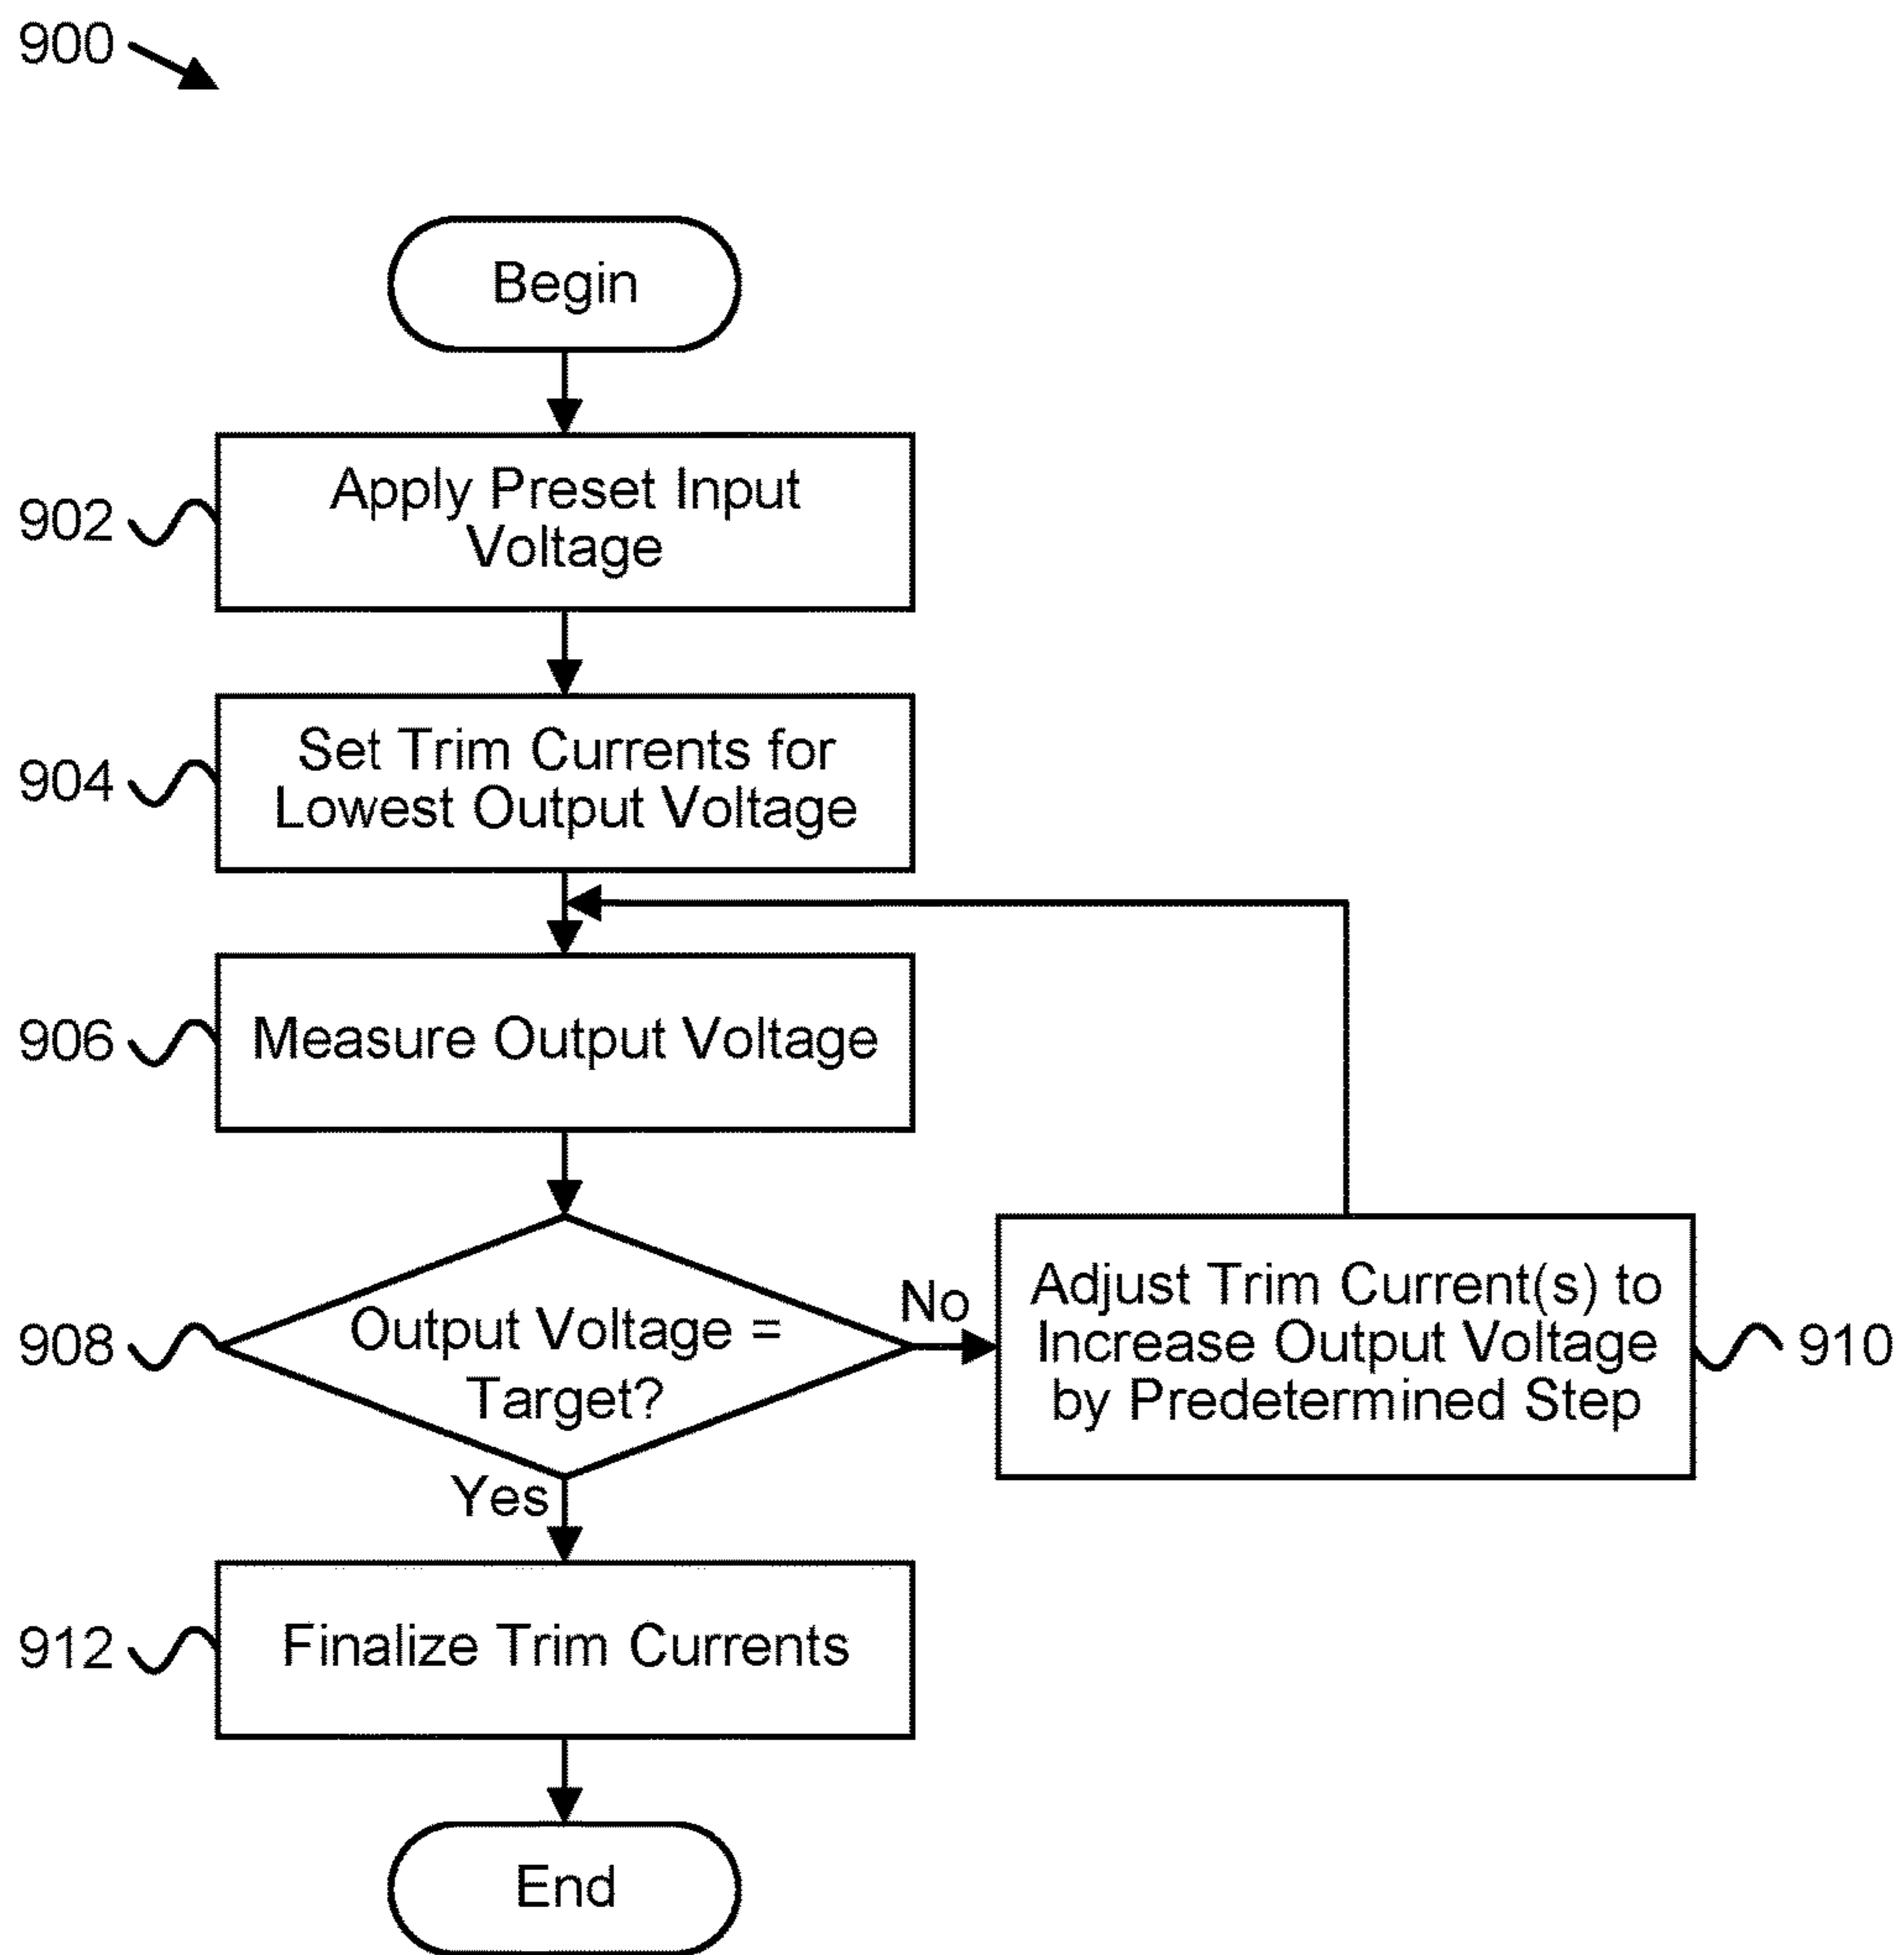 900
Begin
902
Apply Preset Input
Voltage
904
Set Trim Currents for
Lowest Output Voltage
906
Measure Output Voltage
908
Output Voltage =
Target?
No
Adjust Trim Current(s) to
Increase Output Voltage
by Predetermined Step
910
Yes
912
Finalize Trim Currents
End